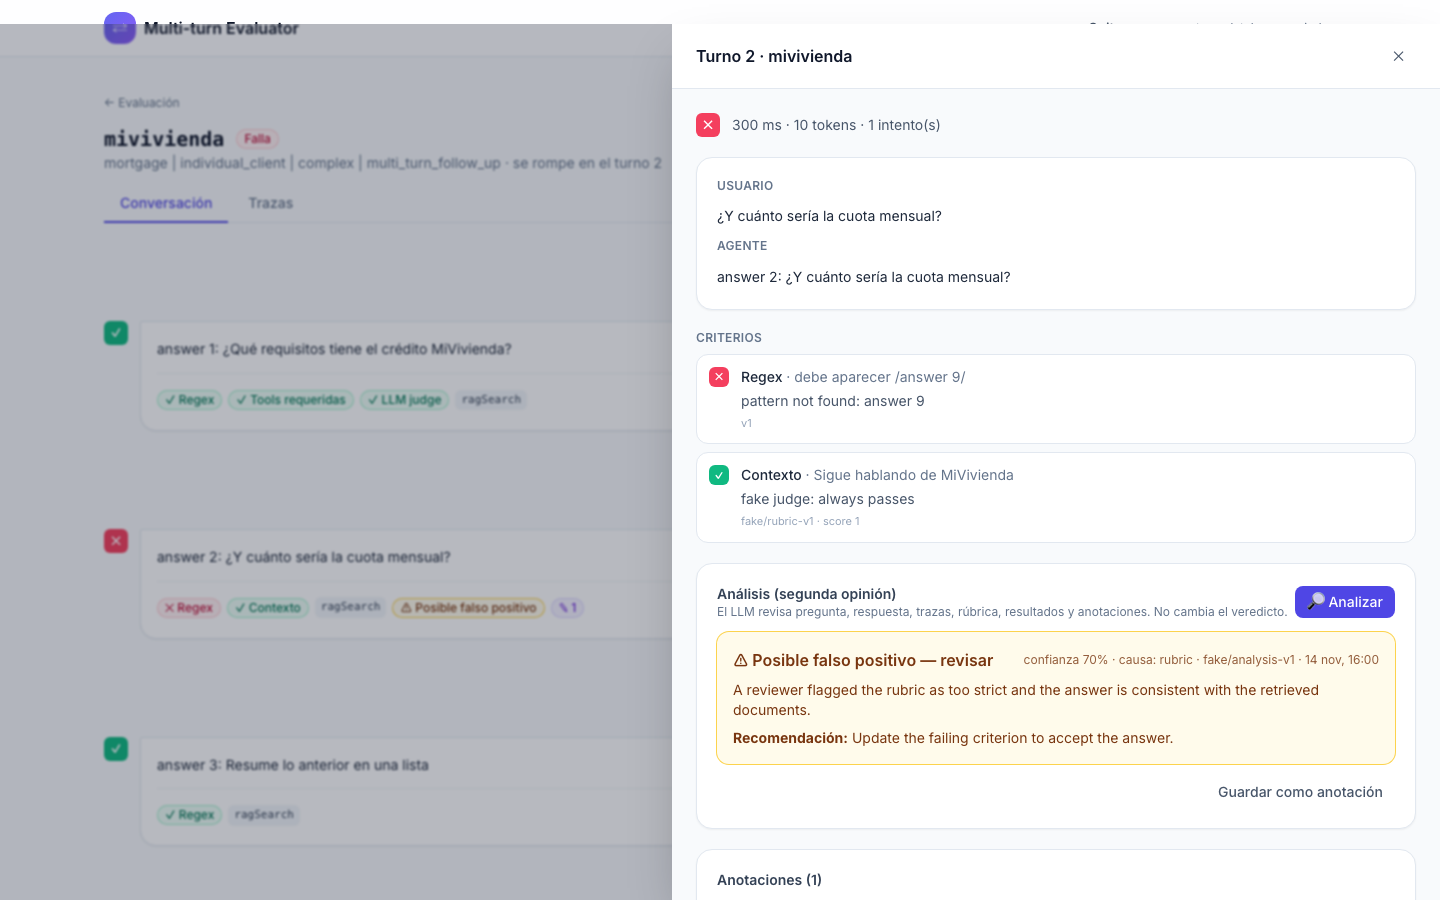 Multi-turn Evaluator
← Evaluación
mivivienda Falla
mortgage | individual_client | complex | multi_turn_follow_up · se rompe en el turno 2
Conversación Trazas
answer 1: ¿Qué requisitos tiene el crédito MiVivienda?
✓ Regex ✓ Tools requeridas ✓ LLM judge ragSearch
answer 2: ¿Y cuánto sería la cuota mensual?
✕ Regex ✓ Contexto ragSearch ⚠ Posible falso positivo ✎ 1
answer 3: Resume lo anterior en una lista
✓ Regex ragSearch
Turno 2 · mivivienda
300 ms · 10 tokens · 1 intento(s)
USUARIO
¿Y cuánto sería la cuota mensual?
AGENTE
answer 2: ¿Y cuánto sería la cuota mensual?
CRITERIOS
Regex · debe aparecer /answer 9/
pattern not found: answer 9
v1
Contexto · Sigue hablando de MiVivienda
fake judge: always passes
fake/rubric-v1 · score 1
Análisis (segunda opinión)
El LLM revisa pregunta, respuesta, trazas, rúbrica, resultados y anotaciones. No cambia el veredicto.
🔎 Analizar
⚠ Posible falso positivo — revisar
confianza 70% · causa: rubric · fake/analysis-v1 · 14 nov, 16:00
A reviewer flagged the rubric as too strict and the answer is consistent with the retrieved
documents.
Recomendación: Update the failing criterion to accept the answer.
Guardar como anotación
Anotaciones (1)